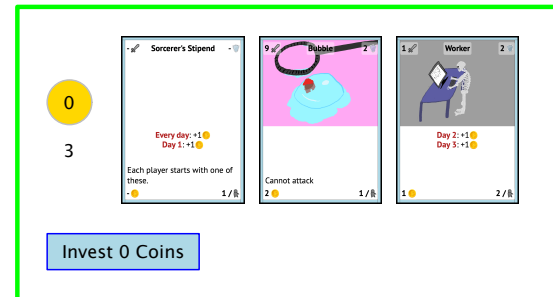 0
3
- Sorcerer's Stipend -
Every day: +1
Day 1: +1
Each player starts with one of
these.
- 1 /
9 Bubble 2
Cannot attack
2 1 /
1 Worker 2
Day 2: +1
Day 3: +1
1 2 /
Invest 0 Coins